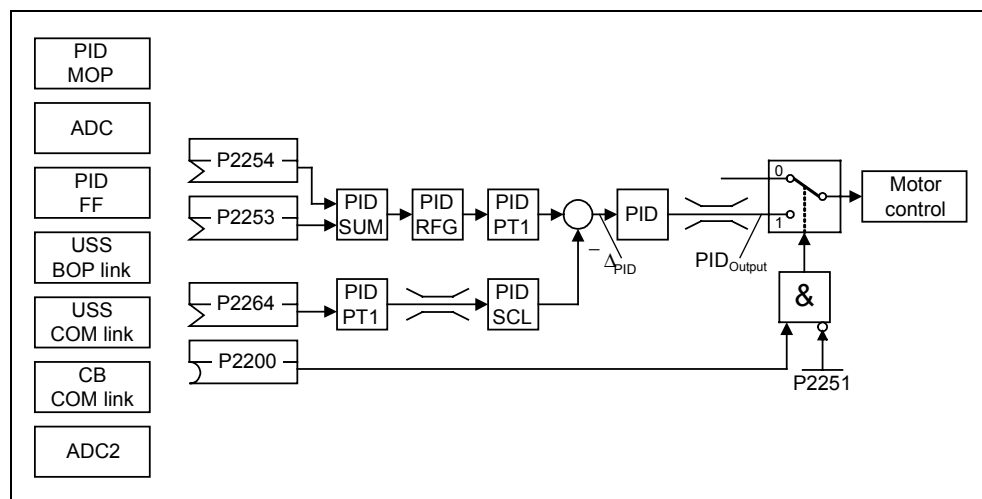 PID
MOP
ADC
PID
FF
USS
BOP link
USS
COM link
CB
COM link
ADC2
P2254
P2253
P2264
P2200
PID
SUM
PID
RFG
PID
PT1
PID
PT1
PID
SCL
−
ΔPID
PID
PIDOutput
0
1
Motor
control
&
P2251